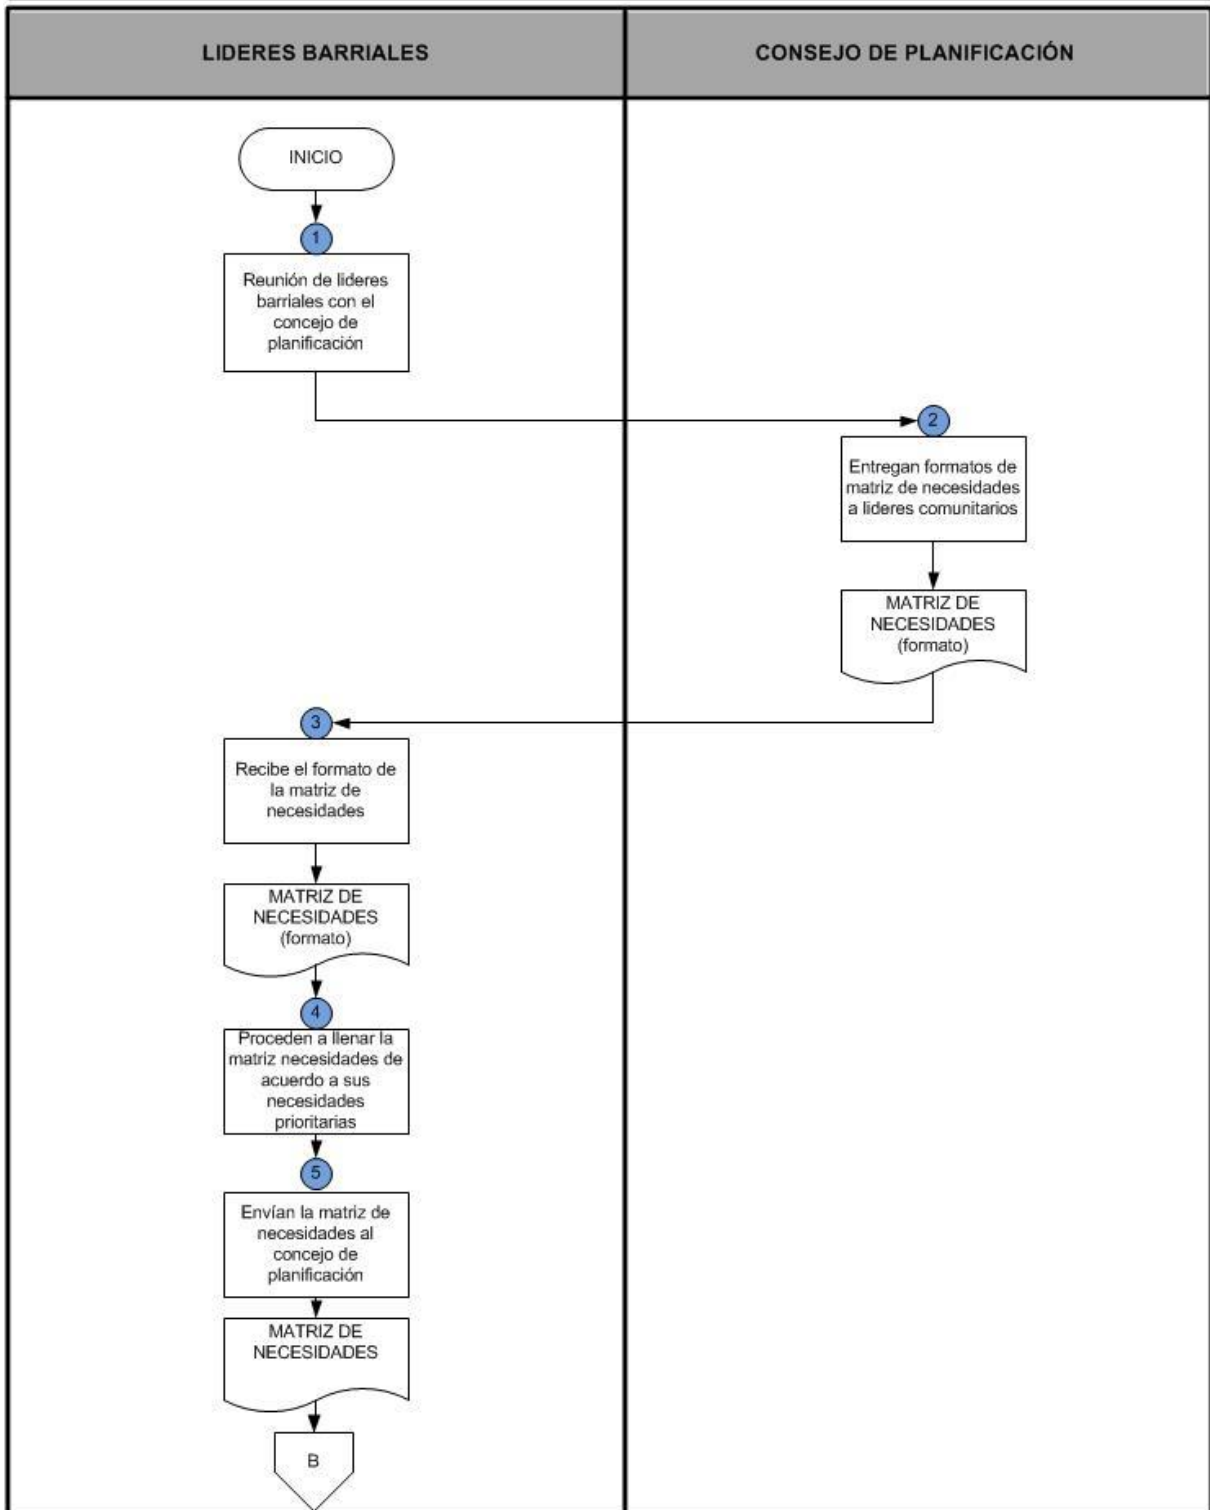 LIDERES BARRIALES
CONSEJO DE PLANIFICACIÓN
INICIO
1
Reunión de lideres
barriales con el
concejo de
planificación
2
Entregan formatos de
matriz de necesidades
a lideres comunitarios
MATRIZ DE
NECESIDADES
(formato)
3
Recibe el formato de
la matriz de
necesidades
MATRIZ DE
NECESIDADES
(formato)
4
Proceden a llenar la
matriz necesidades de
acuerdo a sus
necesidades
prioritarias
5
Envían la matriz de
necesidades al
concejo de
planificación
MATRIZ DE
NECESIDADES
B